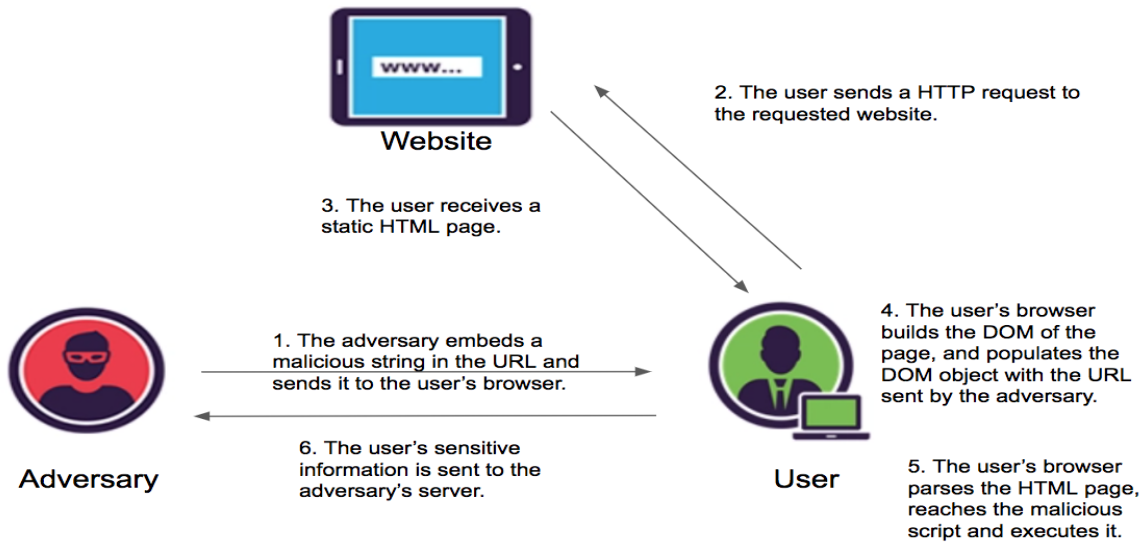 www...
Website
2. The user sends a HTTP request to
the requested website.
3. The user receives a
static HTML page.
1. The adversary embeds a
malicious string in the URL and
sends it to the user's browser.
4. The user's browser
builds the DOM of the
page, and populates the
DOM object with the URL
sent by the adversary.
6. The user's sensitive
information is sent to the
adversary's server.
Adversary
User
5. The user's browser
parses the HTML page,
reaches the malicious
script and executes it.